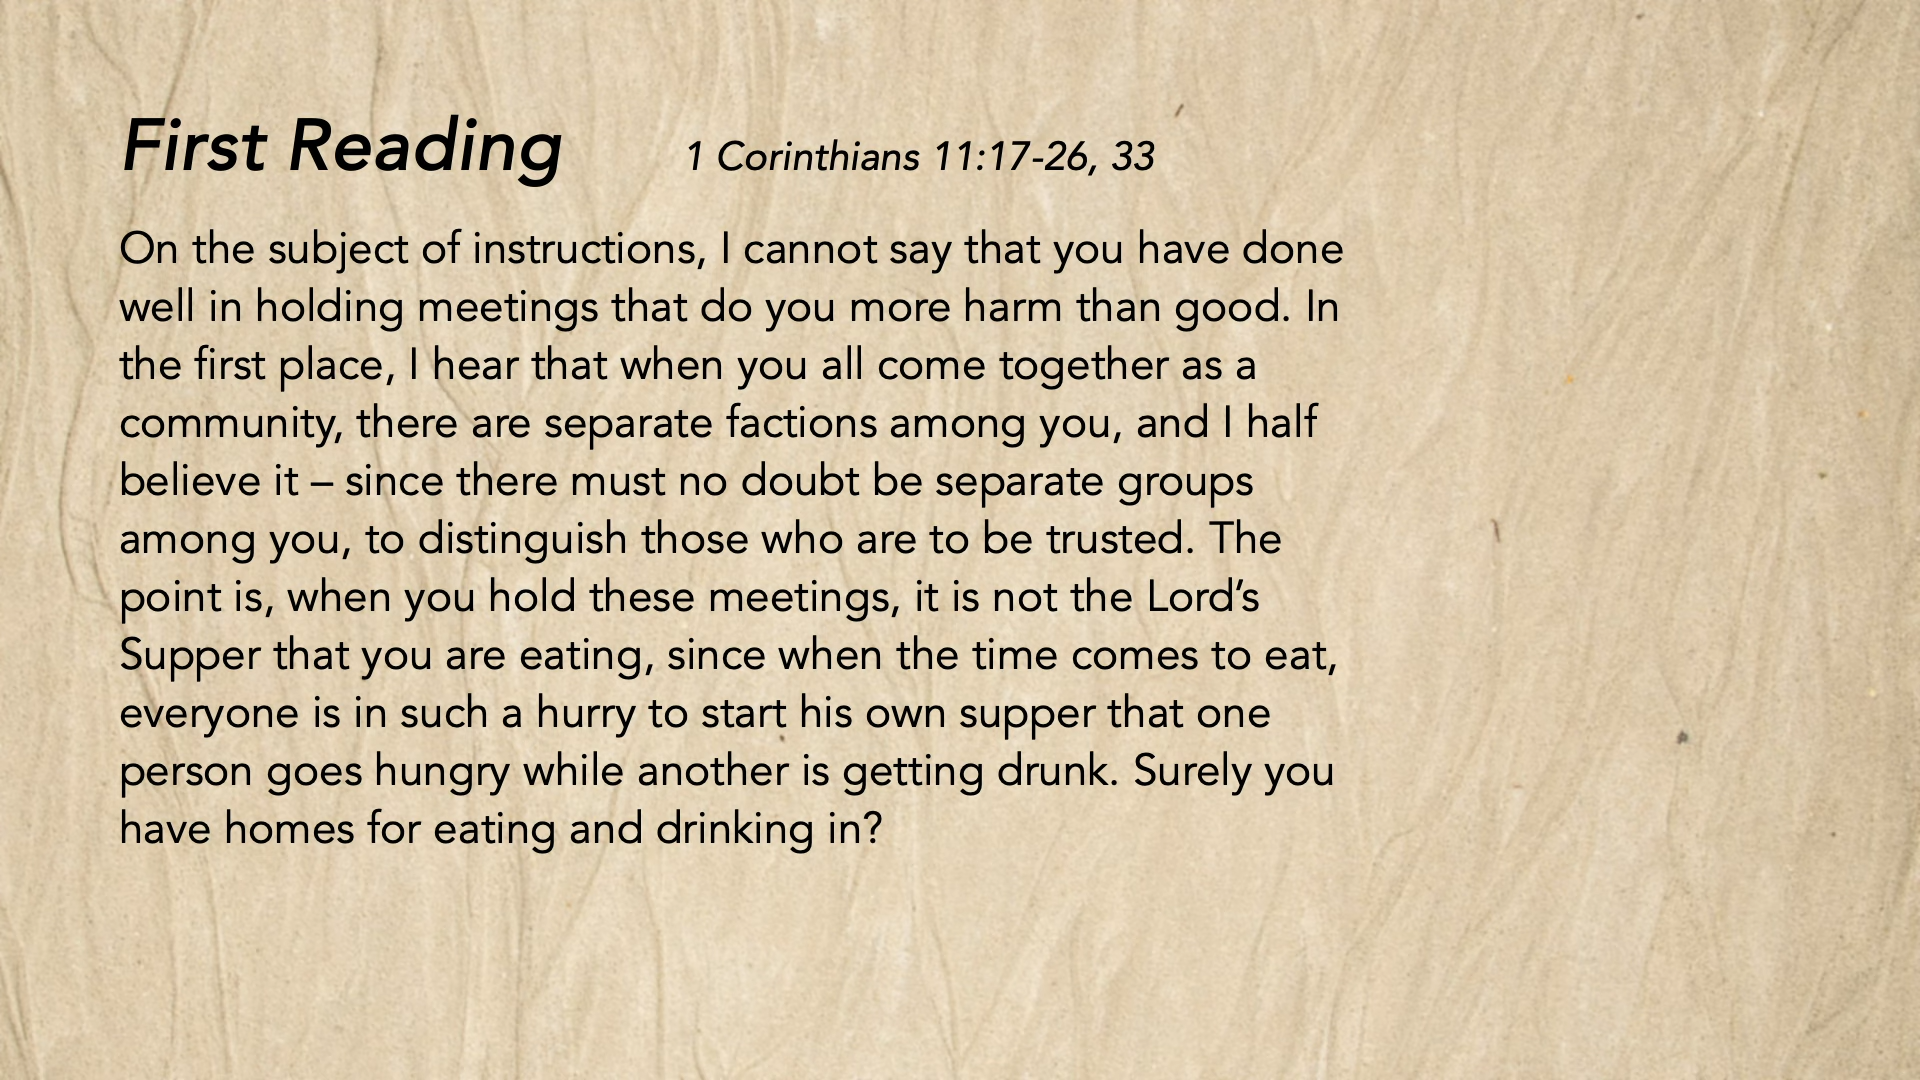 First Reading 1 Corinthians 11:17-26, 33
On the subject of instructions, I cannot say that you have done
well in holding meetings that do you more harm than good. In
the first place, I hear that when you all come together as a
community, there are separate factions among you, and I half
believe it – since there must no doubt be separate groups
among you, to distinguish those who are to be trusted. The
point is, when you hold these meetings, it is not the Lord’s
Supper that you are eating, since when the time comes to eat,
everyone is in such a hurry to start his own supper that one
person goes hungry while another is getting drunk. Surely you
have homes for eating and drinking in?